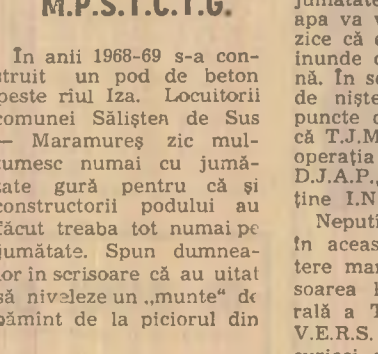 M.P.S.T.C.T.G.
În anii 1968-69 s-a con-
struit un pod de beton
peste rîul Iza. Locuitorii
comunei Săliștea de Sus
— Maramureș zic mul-
țumesc numai cu jumă-
tate gură pentru că și
constructorii podului au
făcut treaba tot numai pe
jumătate. Spun dumnea-
lor în scrisoare că au uitat
să niveleze un „munte“ de
pămînt de la piciorul din
jumătate
apa va v
zice că
inunde
nă. În
de niște
puncte
că T.J.M
operația
D.J.A.P.,
ține I.N
Neputi
în aceas
tere mar
soarea
rală a T
V.E.R.S.